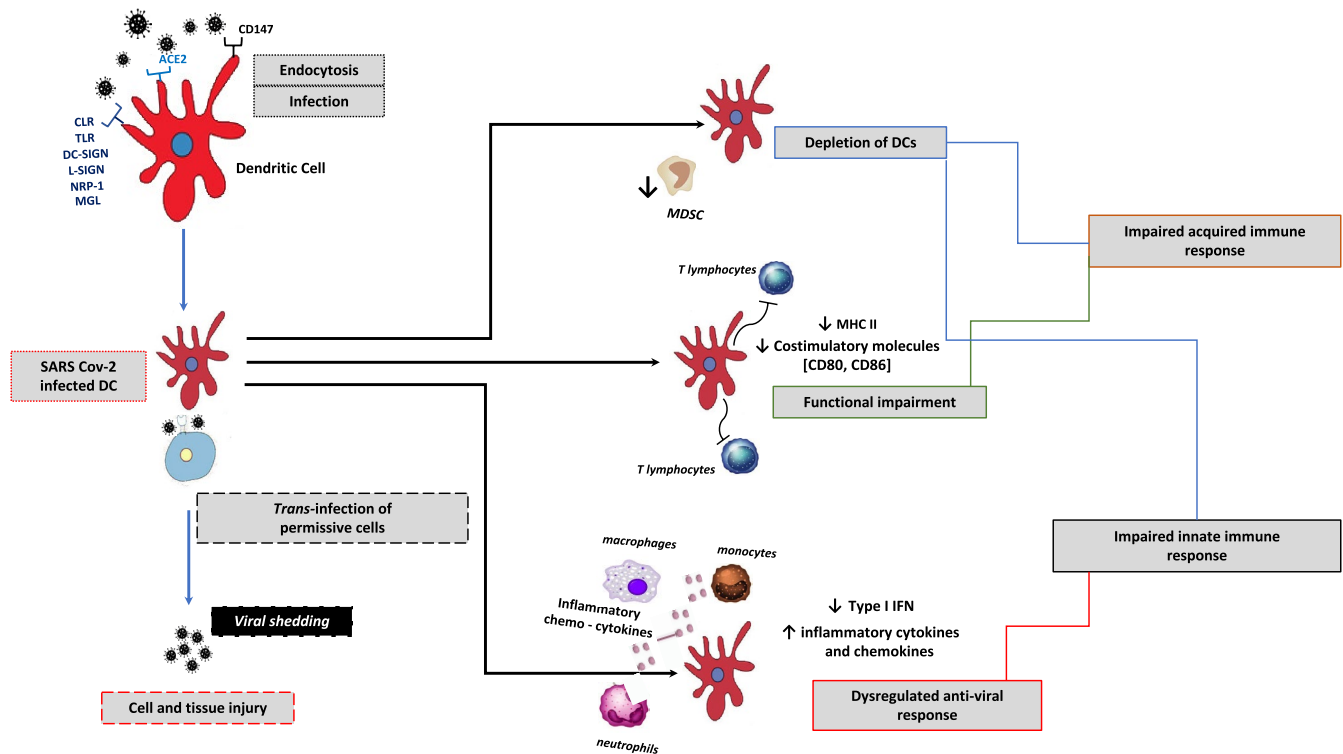 CD147
ACE2
Endocytosis
Infection
CLR
TLR
DC-SIGN
L-SIGN
NRP-1
MGL
Dendritic Cell
Depletion of DCs
MDSC
Impaired acquired immune
response
T lymphocytes
↓ MHC II
↓ Costimulatory molecules
[CD80, CD86]
SARS Cov-2
infected DC
Functional impairment
T lymphocytes
Trans-infection of
permissive cells
Impaired innate immune
response
macrophages
monocytes
Inflammatory
chemo - cytokines
↓ Type I IFN
↑ inflammatory cytokines
and chemokines
Viral shedding
Cell and tissue injury
Dysregulated anti-viral
response
neutrophils